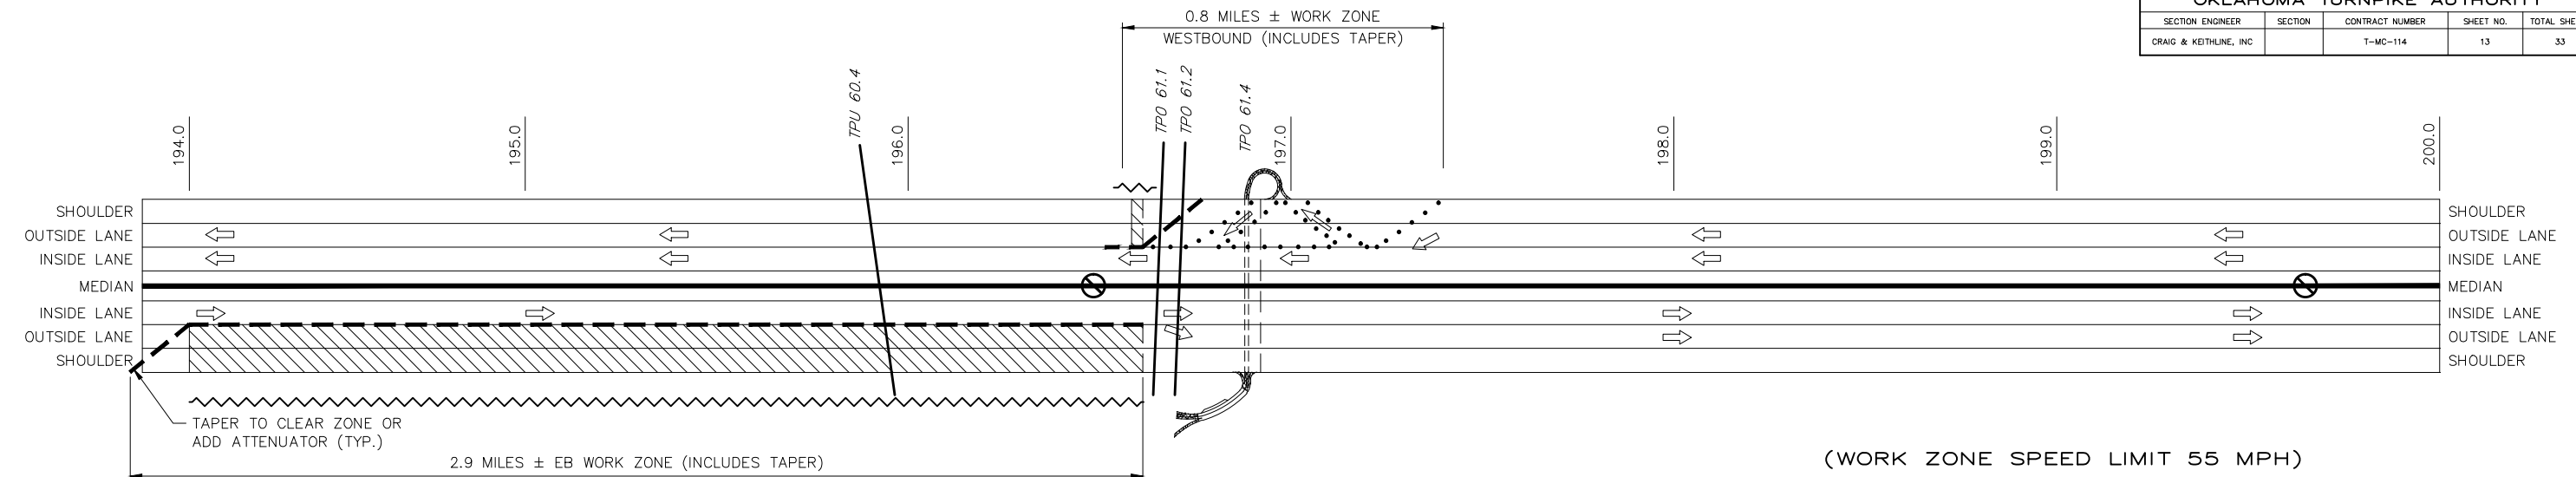 0.8 MILES ± WORK ZONE
WESTBOUND (INCLUDES TAPER)
OKLAHOMA TURNPIKE AUTHORITY
SECTION ENGINEER SECTION CONTRACT NUMBER SHEET NO. TOTAL SHE
CRAIG & KEITHLINE, INC T-MC-114 13 33
194.0
195.0
TPU 60.4
196.0
TPO 61.1
TPO 61.2
TPO 61.4
197.0
198.0
199.0
200.0
SHOULDER
OUTSIDE LANE
INSIDE LANE
MEDIAN
INSIDE LANE
OUTSIDE LANE
SHOULDER
SHOULDER
OUTSIDE LANE
INSIDE LANE
MEDIAN
INSIDE LANE
OUTSIDE LANE
SHOULDER
TAPER TO CLEAR ZONE OR
ADD ATTENUATOR (TYP.)
2.9 MILES ± EB WORK ZONE (INCLUDES TAPER)
(WORK ZONE SPEED LIMIT 55 MPH)